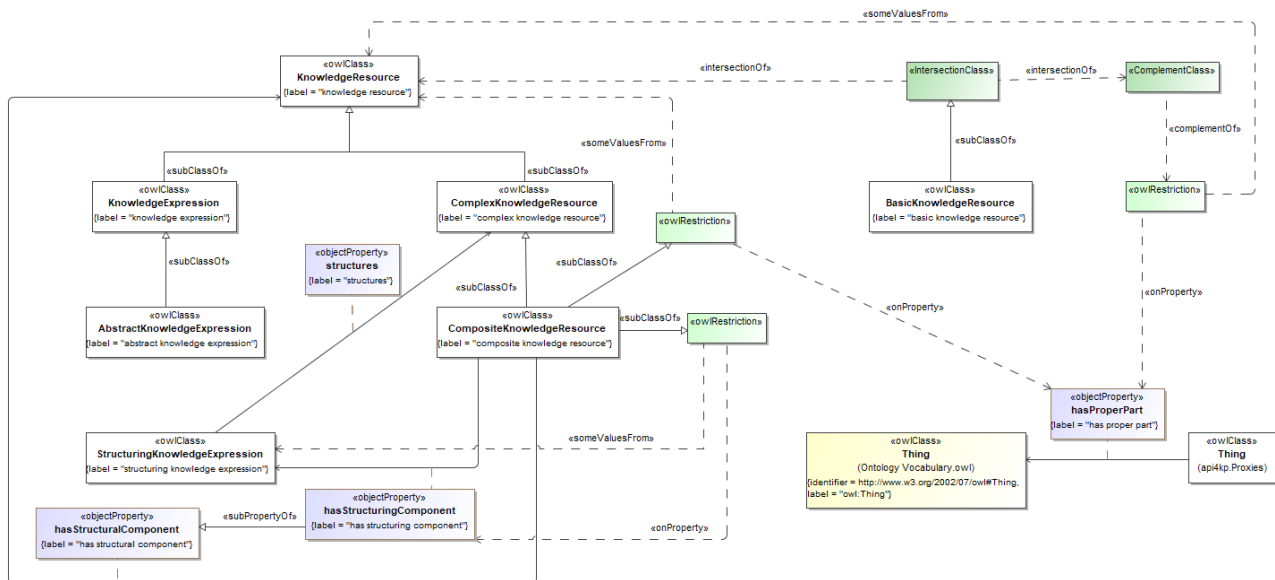 «someValuesFrom»
«owlClass»
KnowledgeResource
{label = "knowledge resource"}
«intersectionOf»
«IntersectionClass»
«intersectionOf»
«ComplementClass»
«someValuesFrom»
«complementOf»
«subClassOf»
«subClassOf»
«subClassOf»
«owlClass»
KnowledgeExpression
{label = "knowledge expression"}
«owlClass»
ComplexKnowledgeResource
{label = "complex knowledge resource"}
«owlClass»
BasicKnowledgeResource
{label = "basic knowledge resource"}
«owlRestriction»
«owlRestriction»
«objectProperty»
structures
{label = "structures"}
«subClassOf»
«subClassOf»
«subClassOf»
«onProperty»
«onProperty»
«owlClass»
AbstractKnowledgeExpression
{label = "abstract knowledge expression"}
«owlClass»
CompositeKnowledgeResource
{label = "composite knowledge resource"}
«subClassOf»
«owlRestriction»
«objectProperty»
hasProperPart
{label = "has proper part"}
«owlClass»
StructuringKnowledgeExpression
{label = "structuring knowledge expression"}
«someValuesFrom»
«owlClass»
Thing
(Ontology Vocabulary.owl)
{identifier = http://www.w3.org/2002/07/owl#Thing,
label = "owl:Thing"}
«owlClass»
Thing
(api4kp.Proxies)
«objectProperty»
hasStructuringComponent
{label = "has structuring component"}
«subPropertyOf»
«objectProperty»
hasStructuralComponent
{label = "has structural component"}
«onProperty»